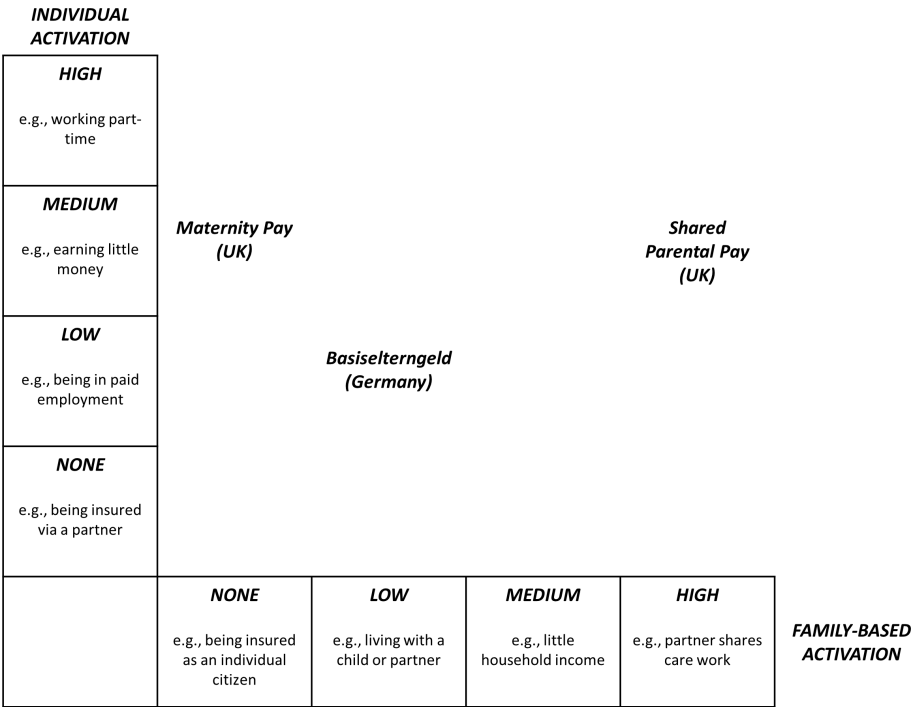 INDIVIDUAL
ACTIVATION
HIGH
e.g., working part-
time
MEDIUM
e.g., earning little
money
Maternity Pay
(UK)
Shared
Parental Pay
(UK)
LOW
e.g., being in paid
employment
Basiselterngeld
(Germany)
NONE
e.g., being insured
via a partner
NONE
e.g., being insured
as an individual
citizen
LOW
e.g., living with a
child or partner
MEDIUM
e.g., little
household income
HIGH
e.g., partner shares
care work
FAMILY-BASED
ACTIVATION